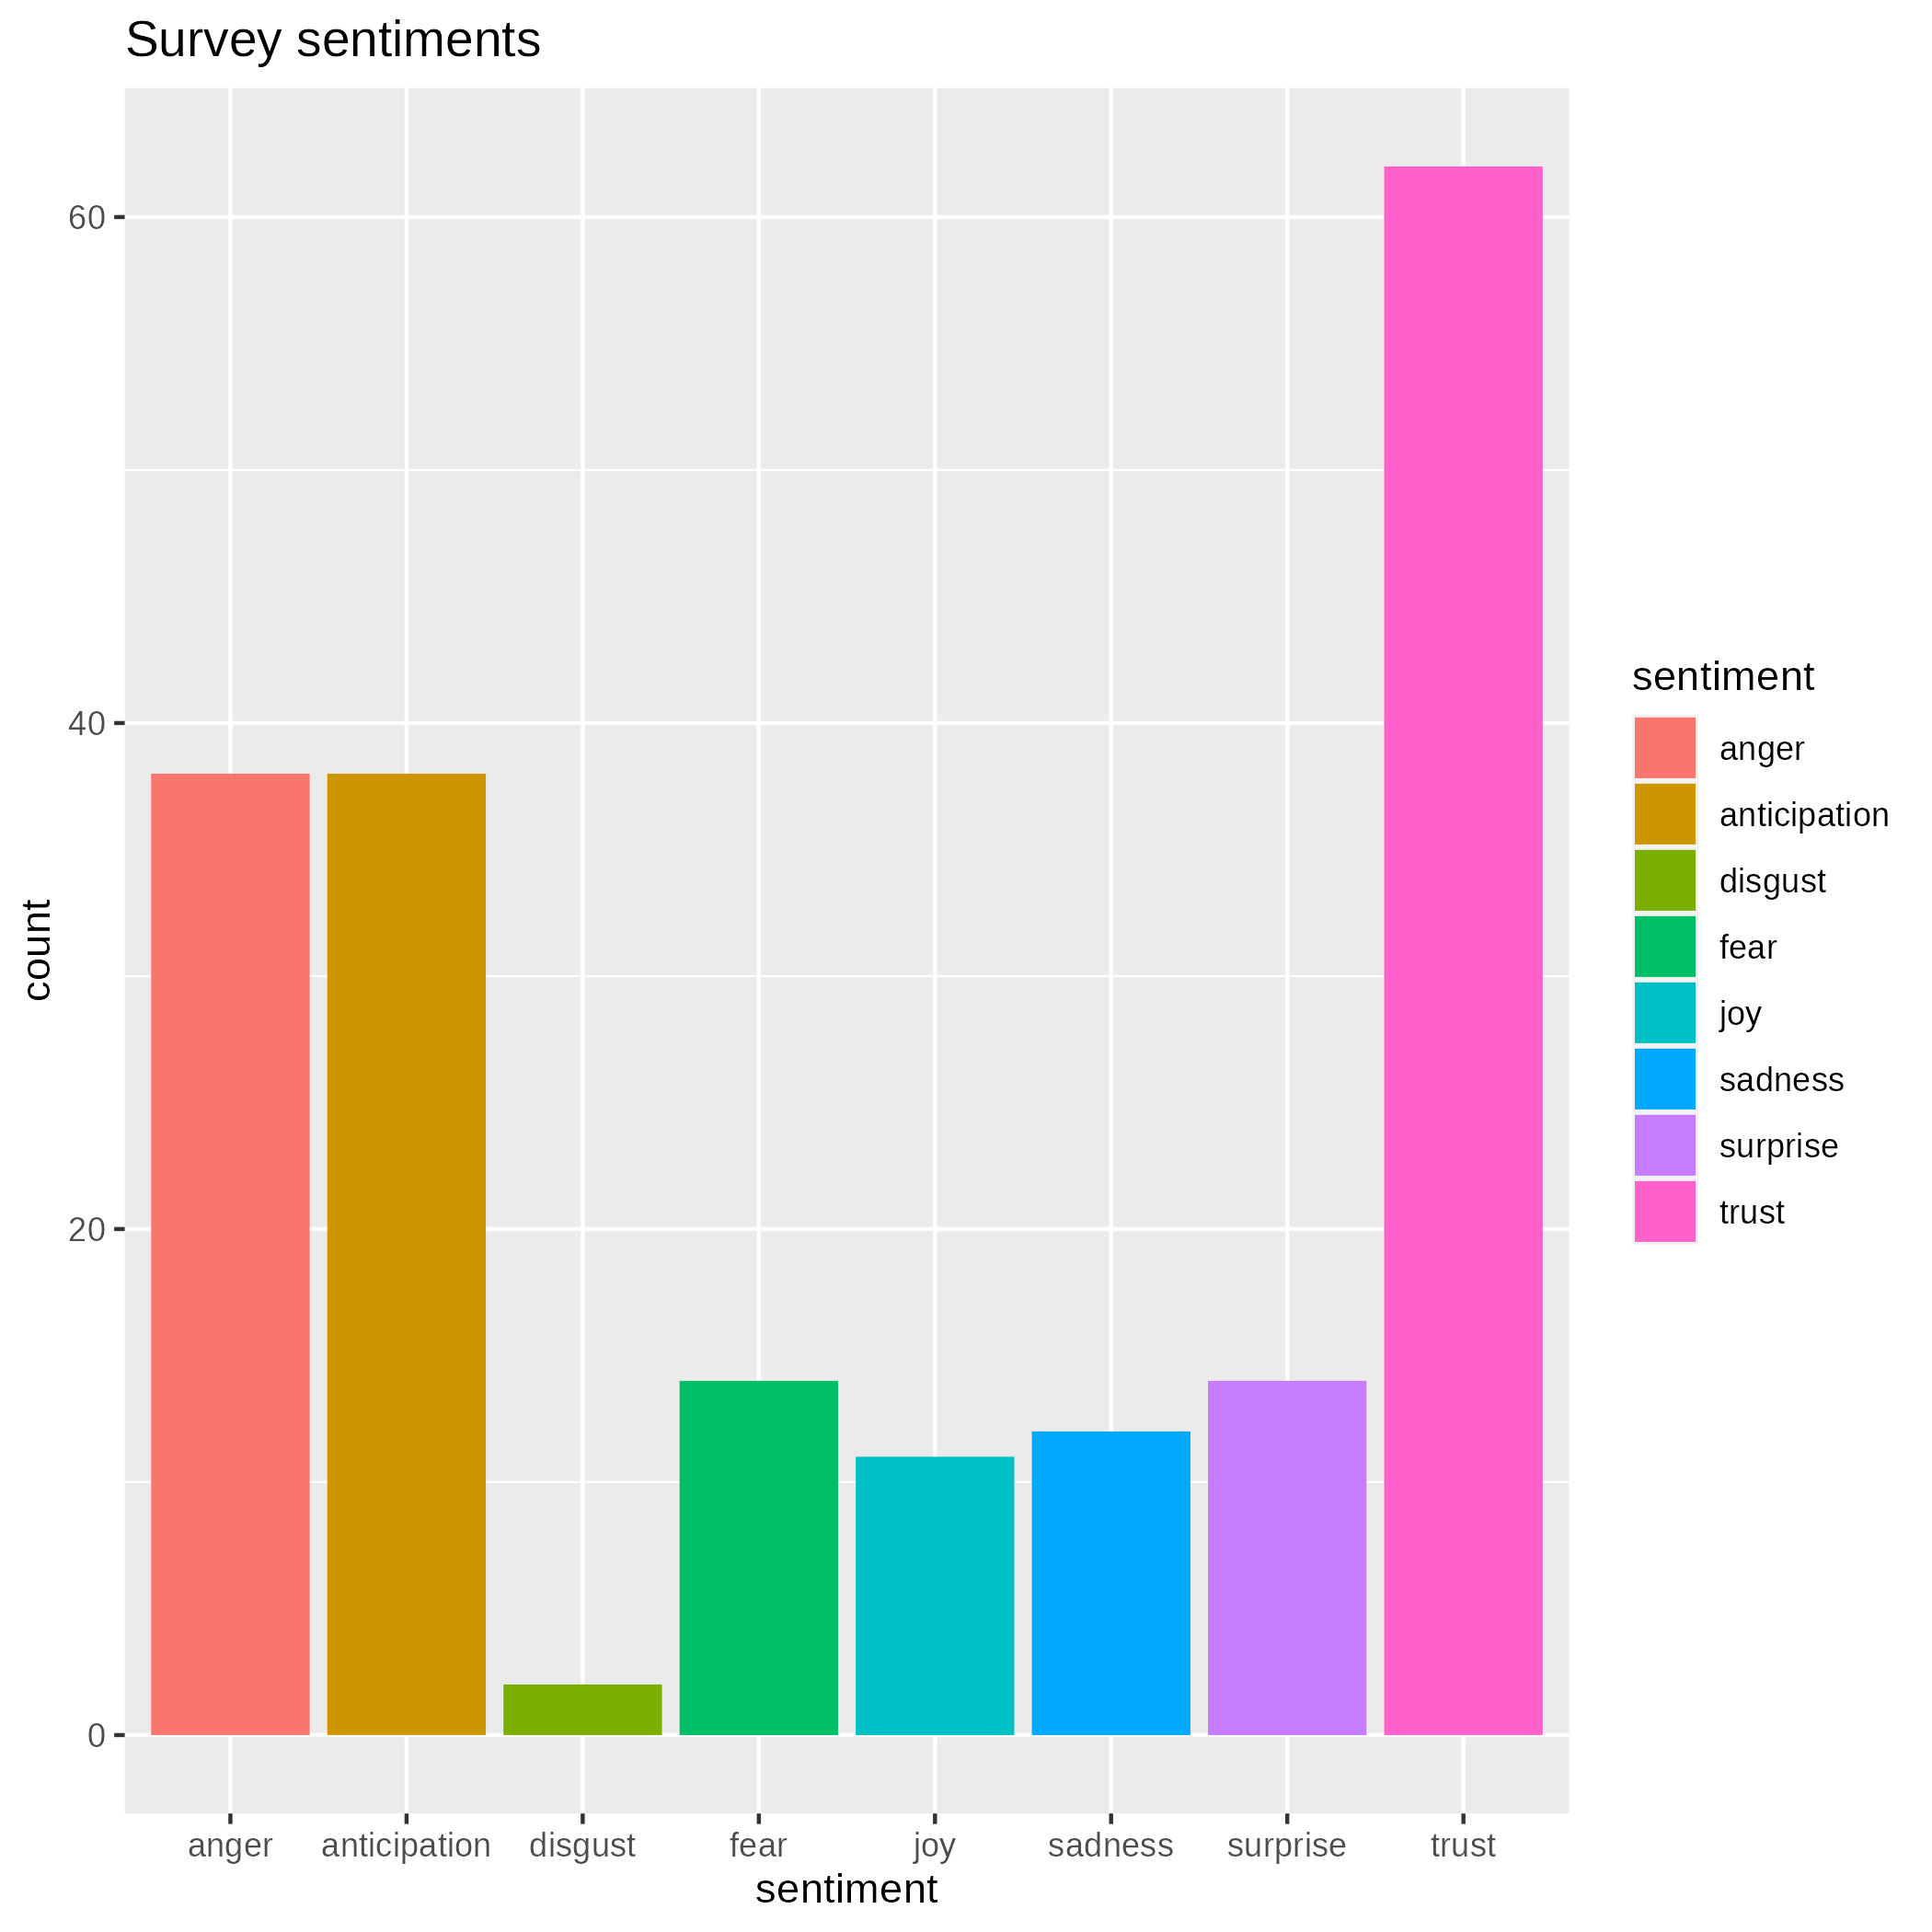 Survey sentiments
60
40
20
0
count
anger
anticipation
disgust
fear
joy
sadness
surprise
trust
sentiment
sentiment
anger
anticipation
disgust
fear
joy
sadness
surprise
trust